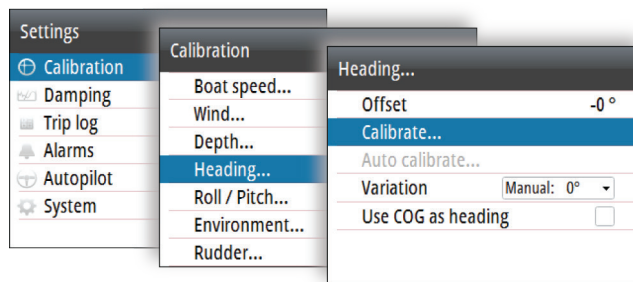 Settings
Calibration
Damping
Trip log
Alarms
Autopilot
System
Calibration
Boat speed...
Wind...
Depth...
Heading...
Roll / Pitch...
Environment...
Rudder...
Heading...
Offset -0 °
Calibrate...
Auto calibrate...
Variation Manual: 0°
Use COG as heading